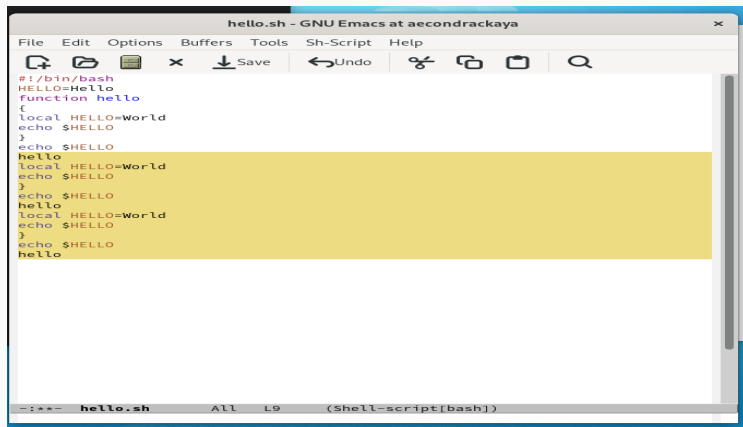 hello.sh - GNU Emacs at aecondrackaya
File Edit Options Buffers Tools Sh-Script Help
Save Undo
#!/bin/bash
HELLO=Hello
function hello
{
local HELLO=World
echo $HELLO
}
echo $HELLO
hello
local HELLO=World
echo $HELLO
}
echo $HELLO
hello
local HELLO=World
echo $HELLO
}
echo $HELLO
hello
-:**- hello.sh All L9 (Shell-script[bash])